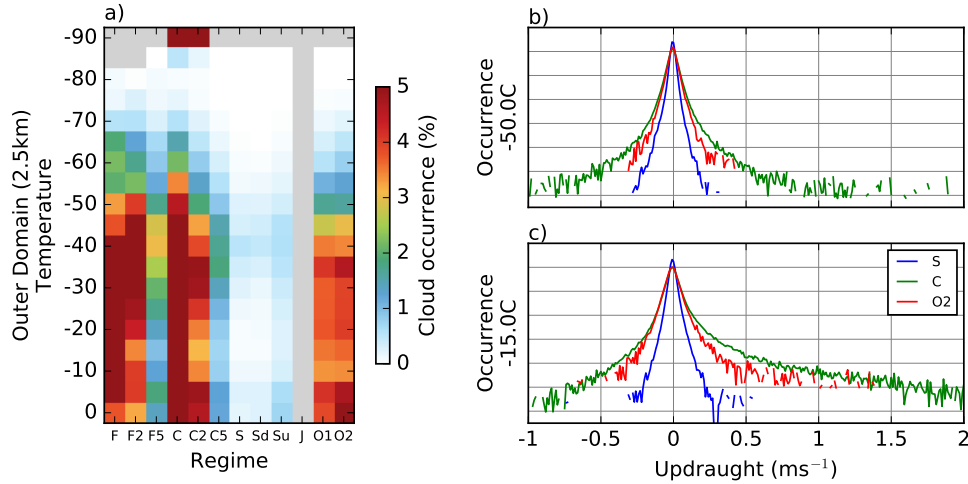 a)
Outer Domain (2.5km)
Temperature
-90
-80
-70
-60
-50
-40
-30
-20
-10
0
F F2 F5 C C2 C5 S Sd Su J O1 O2
Regime
5
4
3
2
1
0
Cloud occurrence (%)
b)
Occurrence
-50.0C
c)
Occurrence
-15.0C
S
C
O2
-1 -0.5 0 0.5 1 1.5 2
Updraught (ms⁻¹)